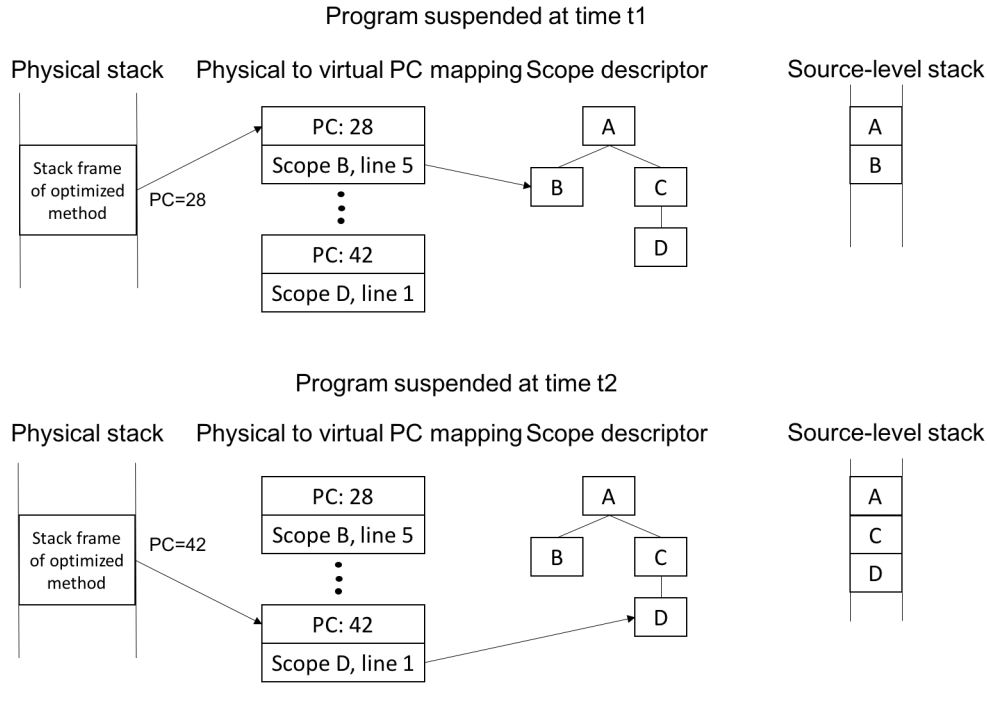 Program suspended at time t1
Physical stack
Physical to virtual PC mapping
Scope descriptor
Source-level stack
Stack frame
of optimized
method
PC=28
PC: 28
Scope B, line 5
PC: 42
Scope D, line 1
A
B
C
D
A
B
Program suspended at time t2
Physical stack
Physical to virtual PC mapping
Scope descriptor
Source-level stack
Stack frame
of optimized
method
PC=42
PC: 28
Scope B, line 5
PC: 42
Scope D, line 1
A
B
C
D
A
C
D